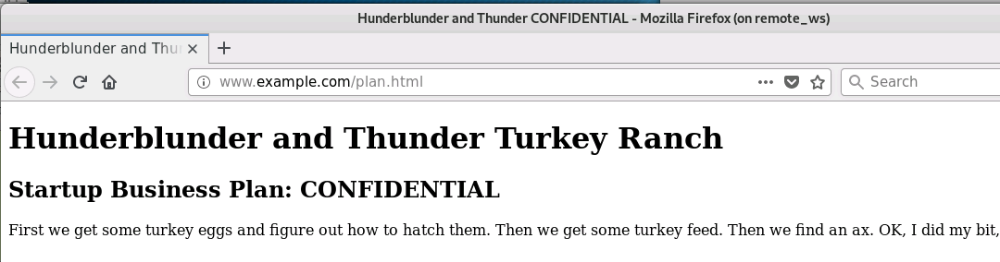 Hunderblunder and Thunder CONFIDENTIAL - Mozilla Firefox (on remote_ws)
Hunderblunder and Thu
www.example.com/plan.html
Search
Hunderblunder and Thunder Turkey Ranch
Startup Business Plan: CONFIDENTIAL
First we get some turkey eggs and figure out how to hatch them. Then we get some turkey feed. Then we find an ax. OK, I did my bit,